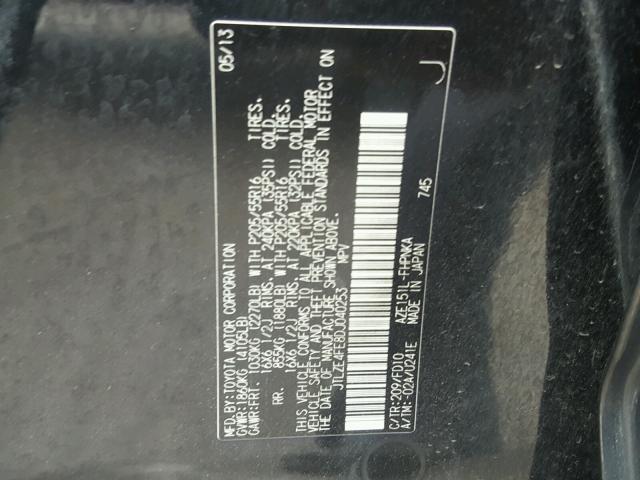 MFD. BY: TOYOTA MOTOR CORPORATION 05/13
GVWR: 1860KG (4105LB)
GAWR: FRT. 1030KG (2270LB) WITH P205/55R16 TIRES.
16X6 1/2J RIMS. AT 240KPA (35PSI) COLD.
RR. 855KG (1880LB) WITH P205/55R16 TIRES.
16X6 1/2J RIMS. AT 220KPA (32PSI) COLD.
THIS VEHICLE CONFORMS TO ALL APPLICABLE FEDERAL MOTOR
VEHICLE SAFETY AND THEFT PREVENTION STANDARDS IN EFFECT ON
THE DATE OF MANUFACTURE SHOWN ABOVE.
JTLZE4FE8DJ040253 MPV
C/TR: 209/FD10 AZE151L-FHPNKA 745
A/TM: -02A/U241E MADE IN JAPAN
J